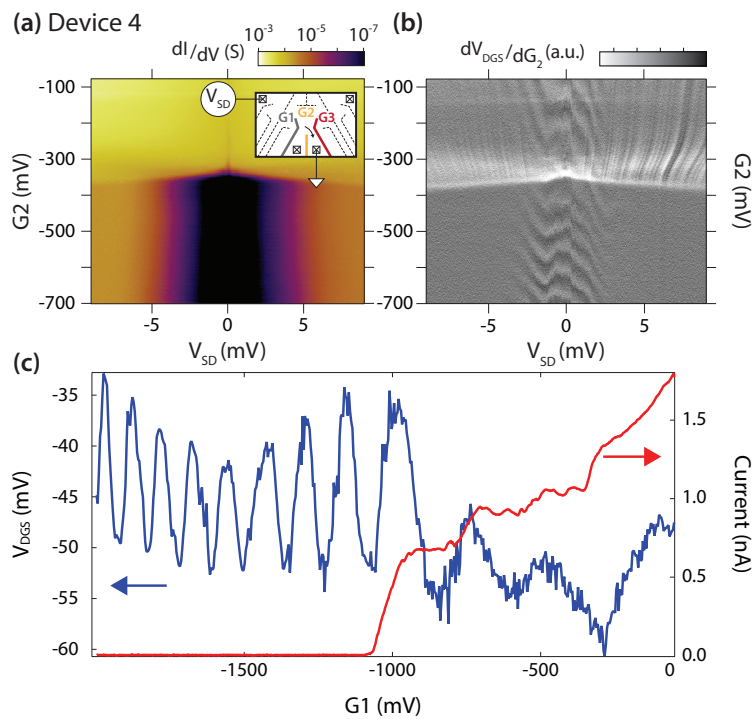 (a) Device 4
dI/dV (S)
10⁻³ 10⁻⁵ 10⁻⁷
V_SD
G1 G2 G3
G2 (mV)
-100
-300
-500
-700
-5 0 5
V_SD (mV)
(b)
dV_DGS/dG₂ (a.u.)
-100
-300
-500
-700
G2 (mV)
-5 0 5
V_SD (mV)
(c)
V_DGS (mV)
-35
-40
-45
-50
-55
-60
1.5
1.0
0.5
0.0
Current (nA)
-1500 -1000 -500 0
G1 (mV)